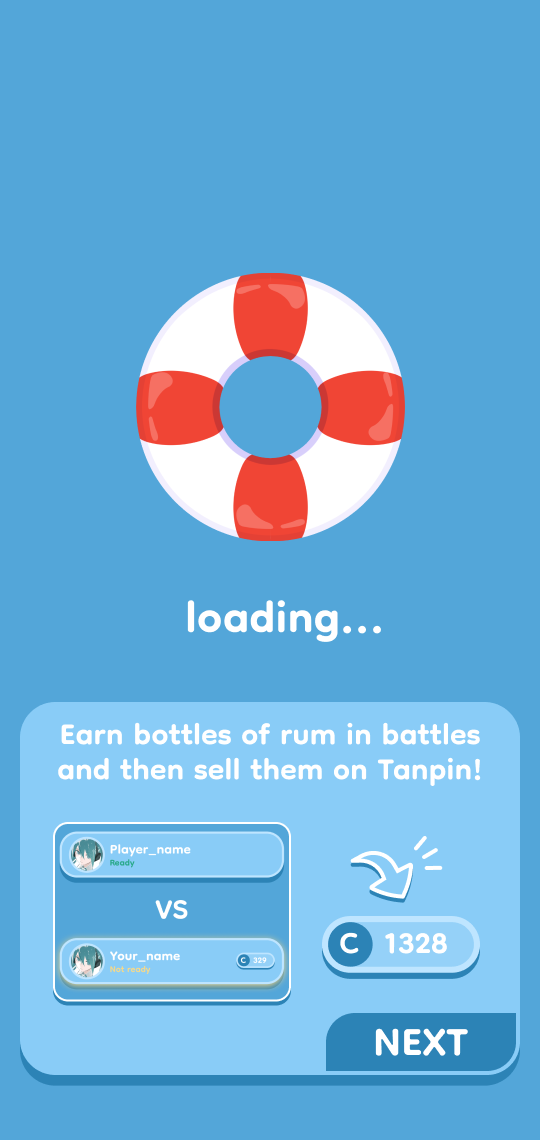 loading...
Earn bottles of rum in battles
and then sell them on Tanpin!
Player_name
Ready
VS
Your_name
Not ready
C 329
C 1328
NEXT